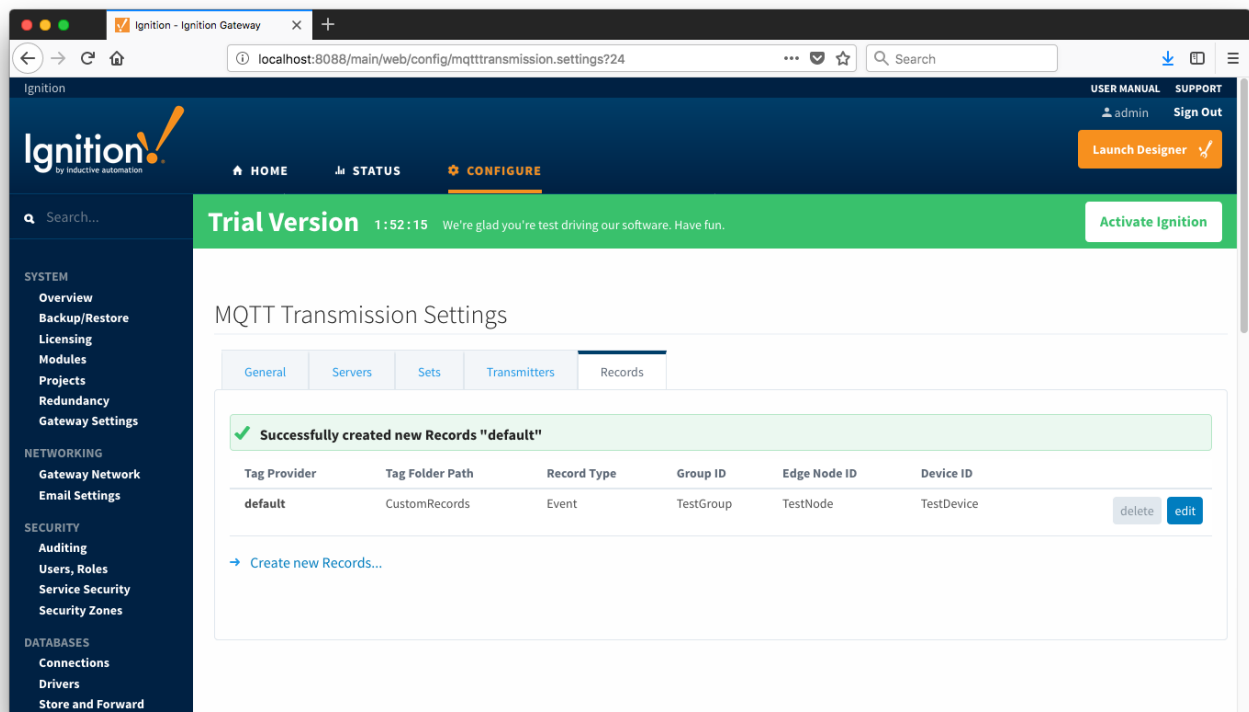 Ignition - Ignition Gateway
localhost:8088/main/web/config/mqtttransmission.settings?24
Search
Ignition
USER MANUAL SUPPORT
admin Sign Out
Ignition!
by inductive automation
Launch Designer
HOME STATUS CONFIGURE
Search...
Trial Version 1:52:15 We're glad you're test driving our software. Have fun.
Activate Ignition
SYSTEM
Overview
Backup/Restore
Licensing
Modules
Projects
Redundancy
Gateway Settings
NETWORKING
Gateway Network
Email Settings
SECURITY
Auditing
Users, Roles
Service Security
Security Zones
DATABASES
Connections
Drivers
Store and Forward
MQTT Transmission Settings
General Servers Sets Transmitters Records
Successfully created new Records "default"
Tag Provider Tag Folder Path Record Type Group ID Edge Node ID Device ID
default CustomRecords Event TestGroup TestNode TestDevice
delete edit
Create new Records...